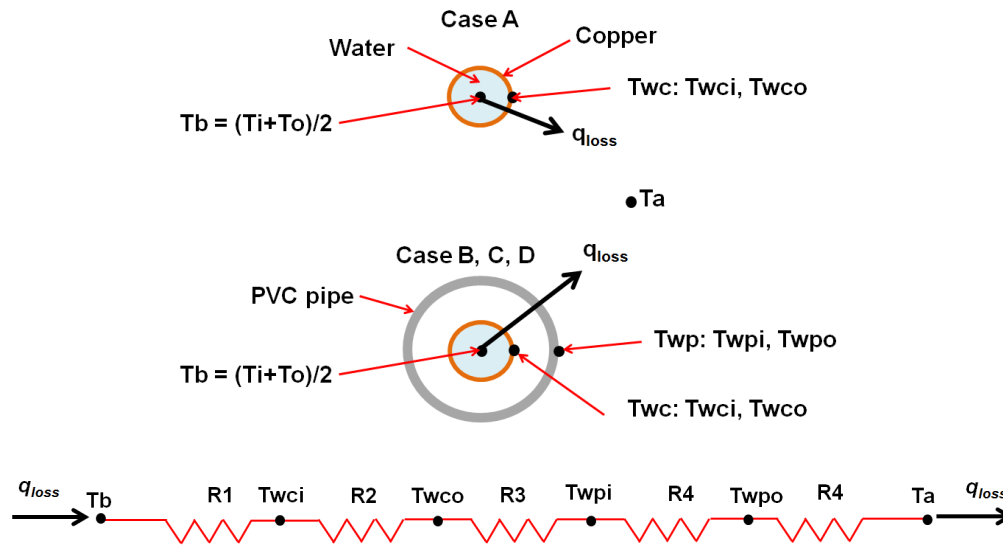 Case A
Water
Copper
Twc: Twci, Twco
Tb = (Ti+To)/2
qloss
Ta
Case B, C, D
qloss
PVC pipe
Twp: Twpi, Twpo
Tb = (Ti+To)/2
Twc: Twci, Twco
qloss Tb R1 Twci R2 Twco R3 Twpi R4 Twpo R4 Ta qloss